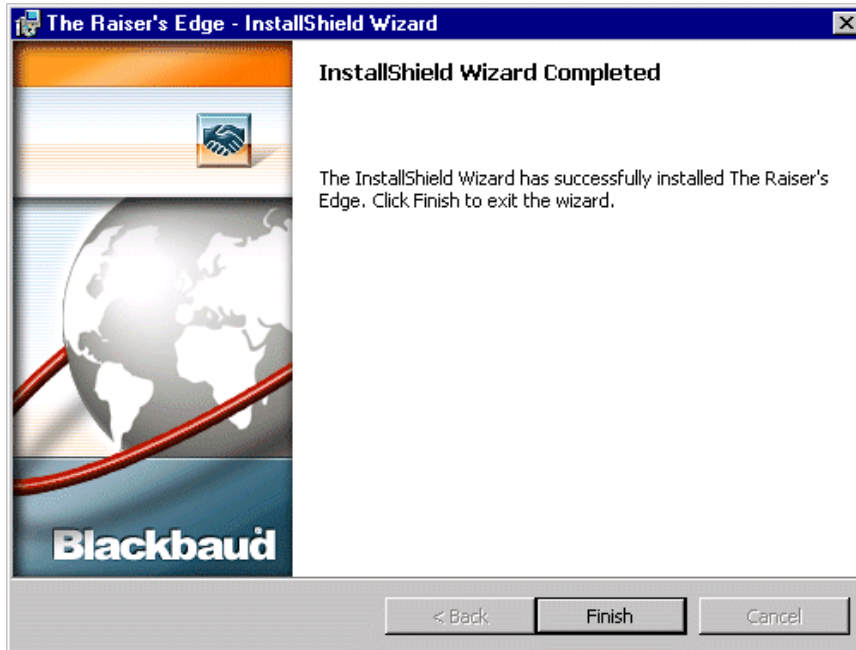 The Raiser's Edge - InstallShield Wizard
InstallShield Wizard Completed
The InstallShield Wizard has successfully installed The Raiser's
Edge. Click Finish to exit the wizard.
Blackbaud
< Back
Finish
Cancel